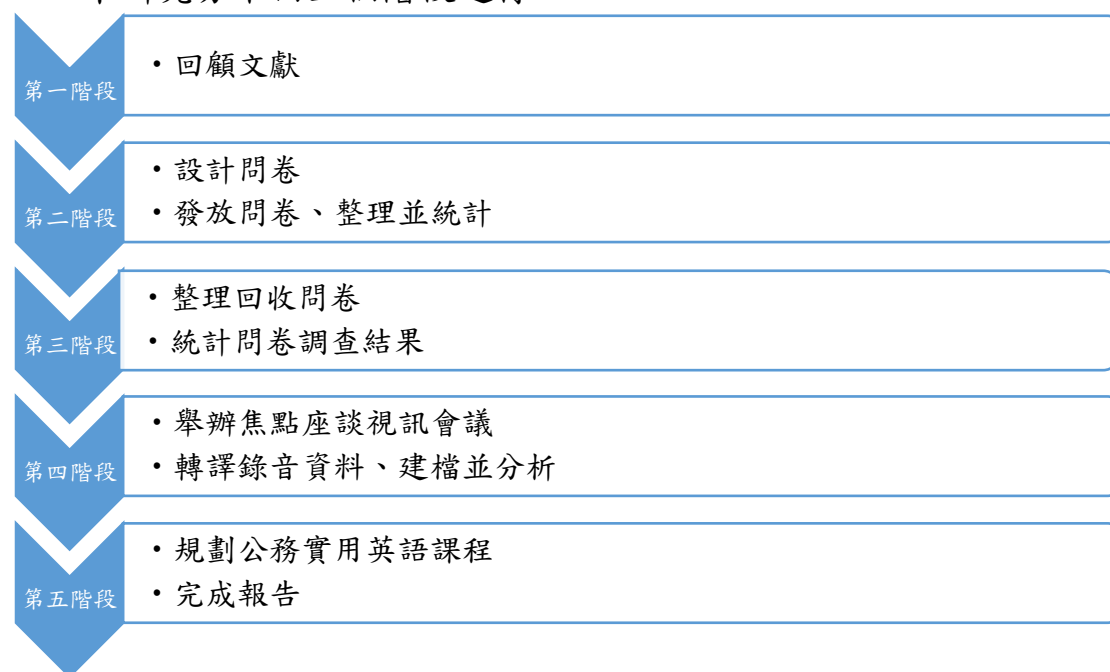 第一階段
・回顧文獻
第二階段
・設計問卷
・發放問卷、整理並統計
第三階段
・整理回收問卷
・統計問卷調查結果
第四階段
・舉辦焦點座談視訊會議
・轉譯錄音資料、建檔並分析
第五階段
・規劃公務實用英語課程
・完成報告